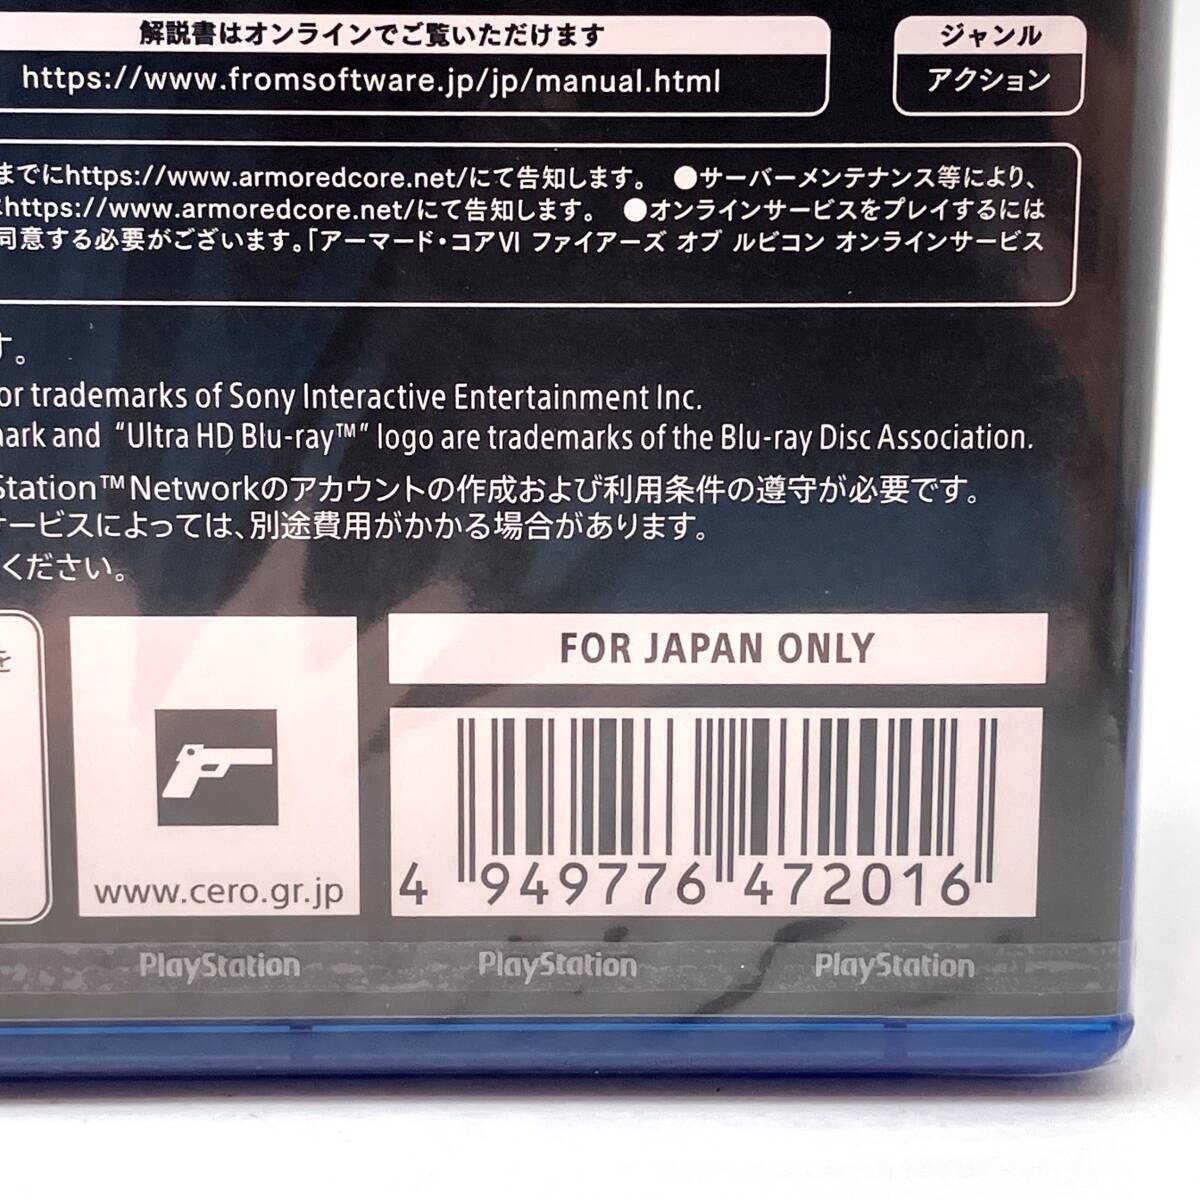 解説書はオンラインでご覧いただけます
https://www.fromsoftware.jp/jp/manual.html
ジャンル
アクション
までにhttps://www.armoredcore.net/にて告知します。 ●サーバーメンテナンス等により、
https://www.armoredcore.net/にて告知します。 ●オンラインサービスをプレイするには
同意する必要がございます。「アーマード・コアVI ファイアーズ オブ ルビコン オンラインサービス
す。
or trademarks of Sony Interactive Entertainment Inc.
mark and “Ultra HD Blu-ray™” logo are trademarks of the Blu-ray Disc Association.
Station™Networkのアカウントの作成および利用条件の遵守が必要です。
サービスによっては、別途費用がかかる場合があります。
ください。
を
www.cero.gr.jp
FOR JAPAN ONLY
4 949776 472016
PlayStation PlayStation PlayStation